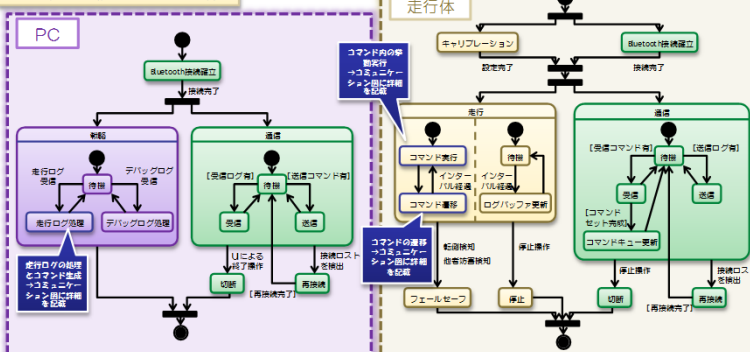 PC
Bluetooth接続確立
接続完了
制御
待機
走行ログ
受信
デバッグログ
受信
走行ログ処理
デバッグログ処理
走行ログの処理
とコマンド生成
→コミュニケー
ション図に詳細
を記載
通信
[受信ログ有]
[送信コマンド有]
待機
受信
送信
UIによる
終了操作
切断
接続ロスト
を検出
再接続
[再接続完了]
走行体
キャリブレーション
Bluetooth接続確立
設定完了
接続完了
コマンド内の挙
動実行
→コミュニケー
ション図に詳細
を記載
走行
コマンド実行
インター
バル経過
コマンド遷移
待機
インター
バル経過
ログバッファ更新
コマンドの遷移
→コミュニケー
ション図に詳細
を記載
転倒検知
他者妨害検知
停止操作
フェールセーフ
停止
通信
[受信コマンド有]
[送信ログ有]
待機
受信
送信
[コマンド
セット完成]
コマンドキュー更新
停止操作
切断
接続ロス
を検出
再接続
[再接続完了]